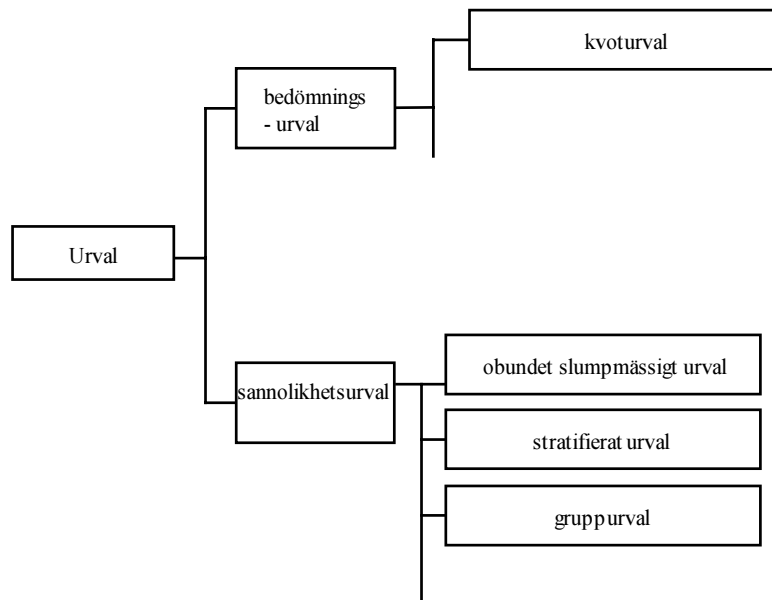 kvoturval
bedömnings
- urval
Urval
sannolikhetsurval
obundet slumpmässigt urval
stratifierat urval
gruppurval